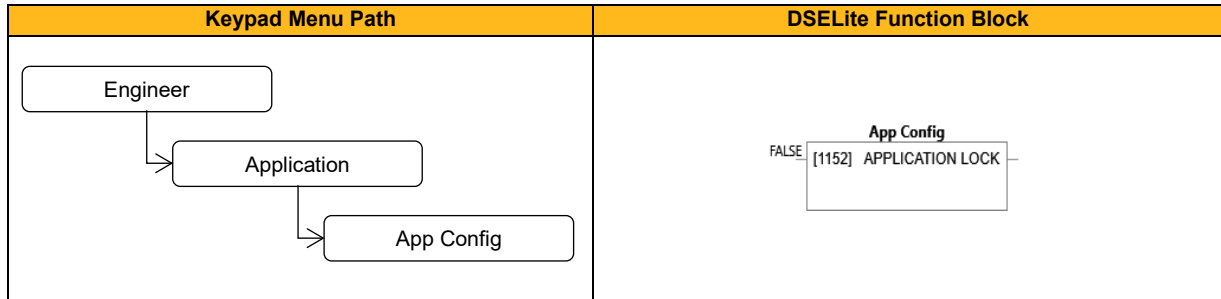 Keypad Menu Path
DSELite Function Block
Engineer
Application
App Config
App Config
FALSE [1152] APPLICATION LOCK